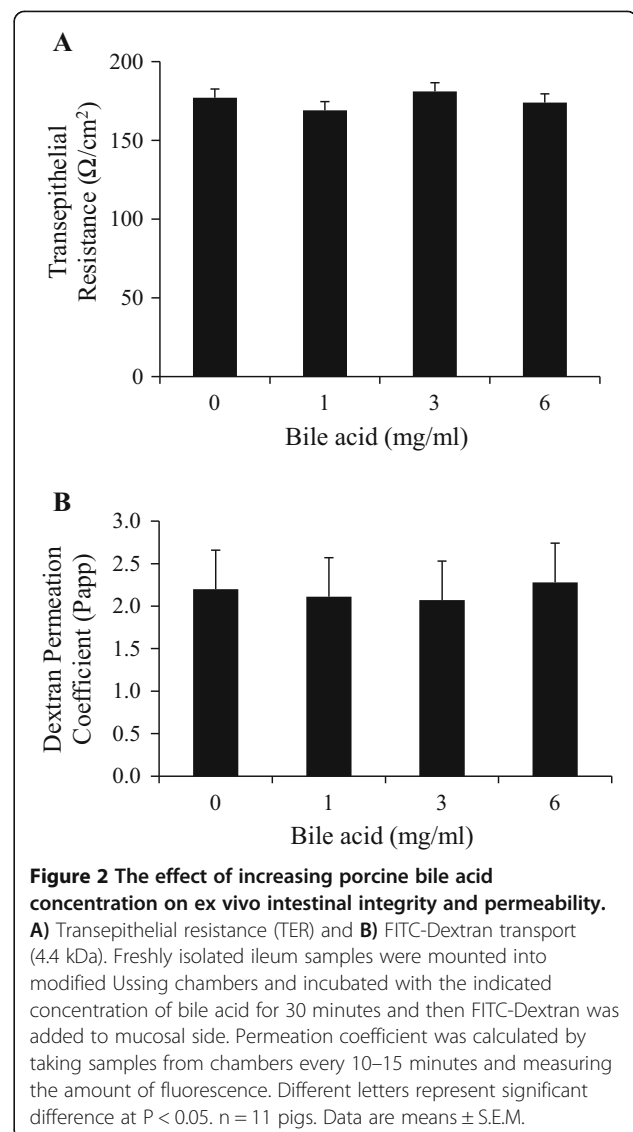 A
Transepithelial
Resistance (Ω/cm²)
200
150
100
50
0
0 1 3 6
Bile acid (mg/ml)
B
Dextran Permeation
Coefficient (Papp)
3.0
2.5
2.0
1.5
1.0
0.5
0.0
0 1 3 6
Bile acid (mg/ml)
Figure 2 The effect of increasing porcine bile acid
concentration on ex vivo intestinal integrity and permeability.
A) Transepithelial resistance (TER) and B) FITC-Dextran transport
(4.4 kDa). Freshly isolated ileum samples were mounted into
modified Ussing chambers and incubated with the indicated
concentration of bile acid for 30 minutes and then FITC-Dextran was
added to mucosal side. Permeation coefficient was calculated by
taking samples from chambers every 10–15 minutes and measuring
the amount of fluorescence. Different letters represent significant
difference at P < 0.05. n = 11 pigs. Data are means ± S.E.M.